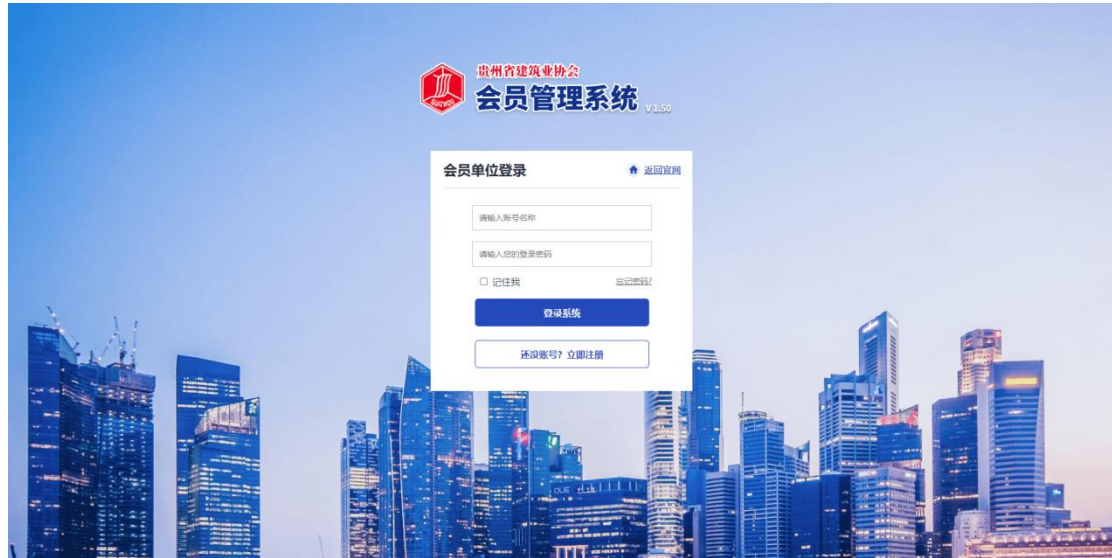 贵州省建筑业协会
会员管理系统 V 1.50
会员单位登录 返回官网
请输入账号名称
请输入您的登录密码
记住我 忘记密码?
登录系统
还没账号? 立即注册